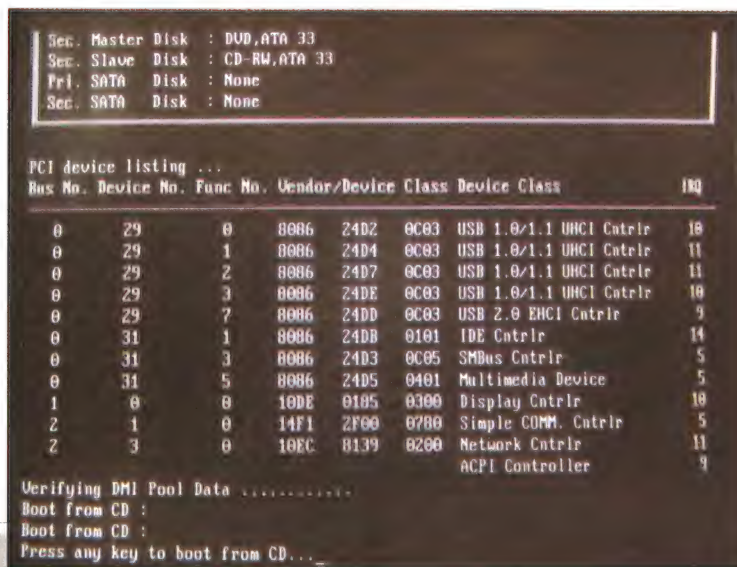 Sec. Master Disk : DVD,ATA 33
Sec. Slave Disk : CD-RW,ATA 33
Pri. SATA Disk : None
Sec. SATA Disk : None
PCI device listing ...
Bus No. Device No. Func No. Vendor/Device Class Device Class IRQ
0 29 0 8086 24D2 0C03 USB 1.0/1.1 UHCI Cntrlr 10
0 29 1 8086 24D4 0C03 USB 1.0/1.1 UHCI Cntrlr 11
0 29 2 8086 24D7 0C03 USB 1.0/1.1 UHCI Cntrlr 11
0 29 3 8086 24DE 0C03 USB 1.0/1.1 UHCI Cntrlr 10
0 29 7 8086 24DD 0C03 USB 2.0 EHCI Cntrlr 9
0 31 1 8086 24DB 0101 IDE Cntrlr 14
0 31 3 8086 24D3 0C05 SMBus Cntrlr 5
0 31 5 8086 24D5 0401 Multimedia Device 5
1 0 0 10DE 0185 0300 Display Cntrlr 10
2 1 0 14F1 2F00 0780 Simple COMM. Cntrlr 5
2 3 0 10EC 8139 0200 Network Cntrlr 11
ACPI Controller 9
Verifying DMI Pool Data ............
Boot from CD :
Boot from CD :
Press any key to boot from CD..._